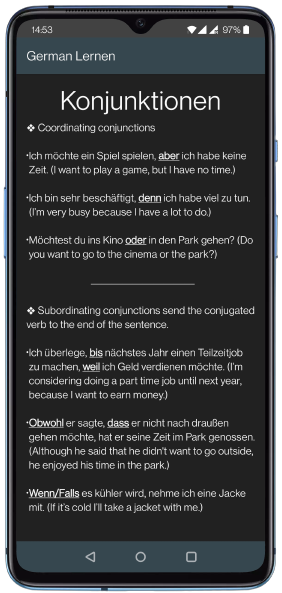 14:53 97%
German Lernen
Konjunktionen
❖ Coordinating conjunctions
•Ich möchte ein Spiel spielen, aber ich habe keine
Zeit. (I want to play a game, but I have no time.)
•Ich bin sehr beschäftigt, denn ich habe viel zu tun.
(I'm very busy because I have a lot to do.)
•Möchtest du ins Kino oder in den Park gehen? (Do
you want to go to the cinema or the park?)
❖ Subordinating conjunctions send the conjugated
verb to the end of the sentence.
•Ich überlege, bis nächstes Jahr einen Teilzeitjob
zu machen, weil ich Geld verdienen möchte. (I'm
considering doing a part time job until next year,
because I want to earn money.)
•Obwohl er sagte, dass er nicht nach draußen
gehen möchte, hat er seine Zeit im Park genossen.
(Although he said that he didn't want to go outside,
he enjoyed his time in the park.)
•Wenn/Falls es kühler wird, nehme ich eine Jacke
mit. (If it's cold I'll take a jacket with me.)